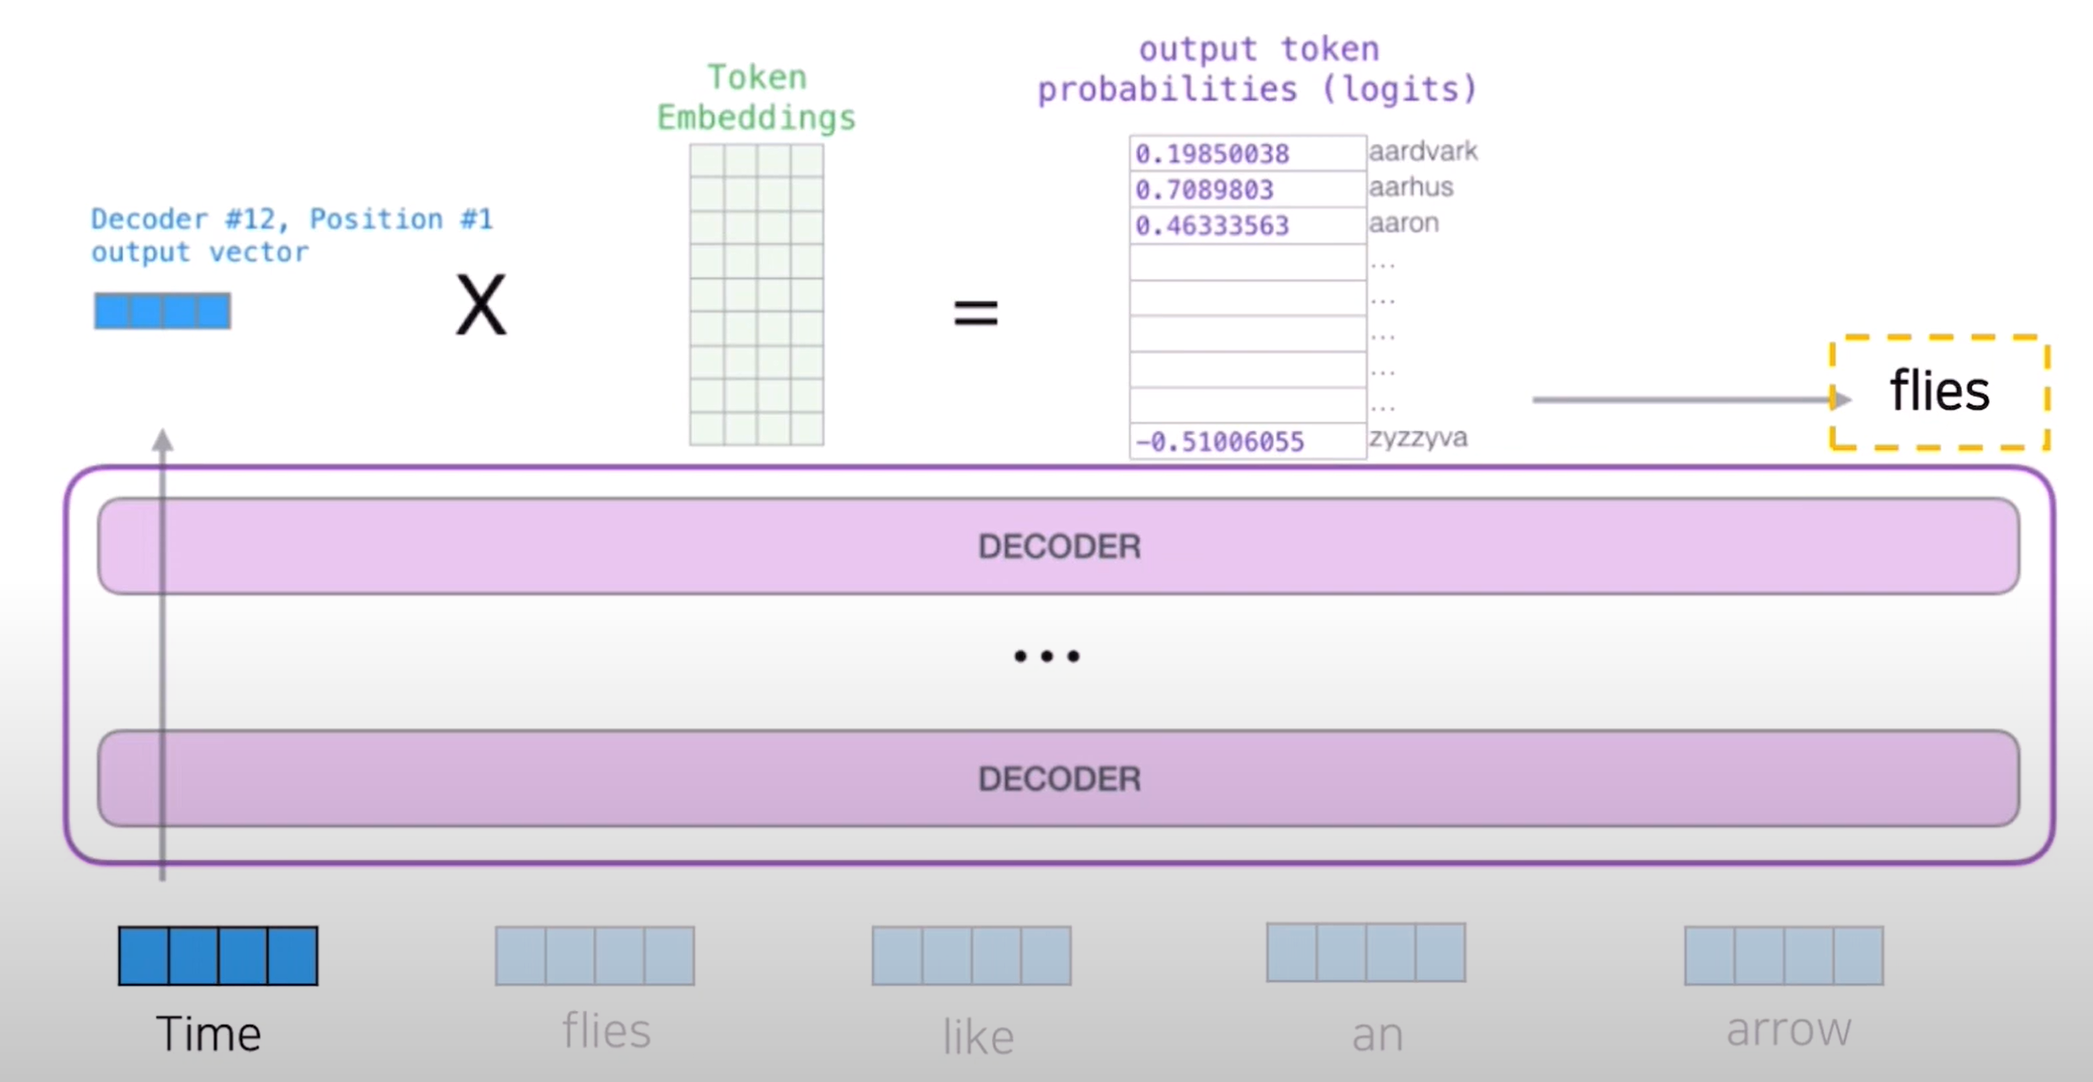 output token
probabilities (logits)
Token
Embeddings
0.19850038 aardvark
0.7089803 aarhus
0.46333563 aaron
...
...
...
...
...
-0.51006055 zyzzyva
Decoder #12, Position #1
output vector
X
=
flies
DECODER
...
DECODER
Time flies like an arrow